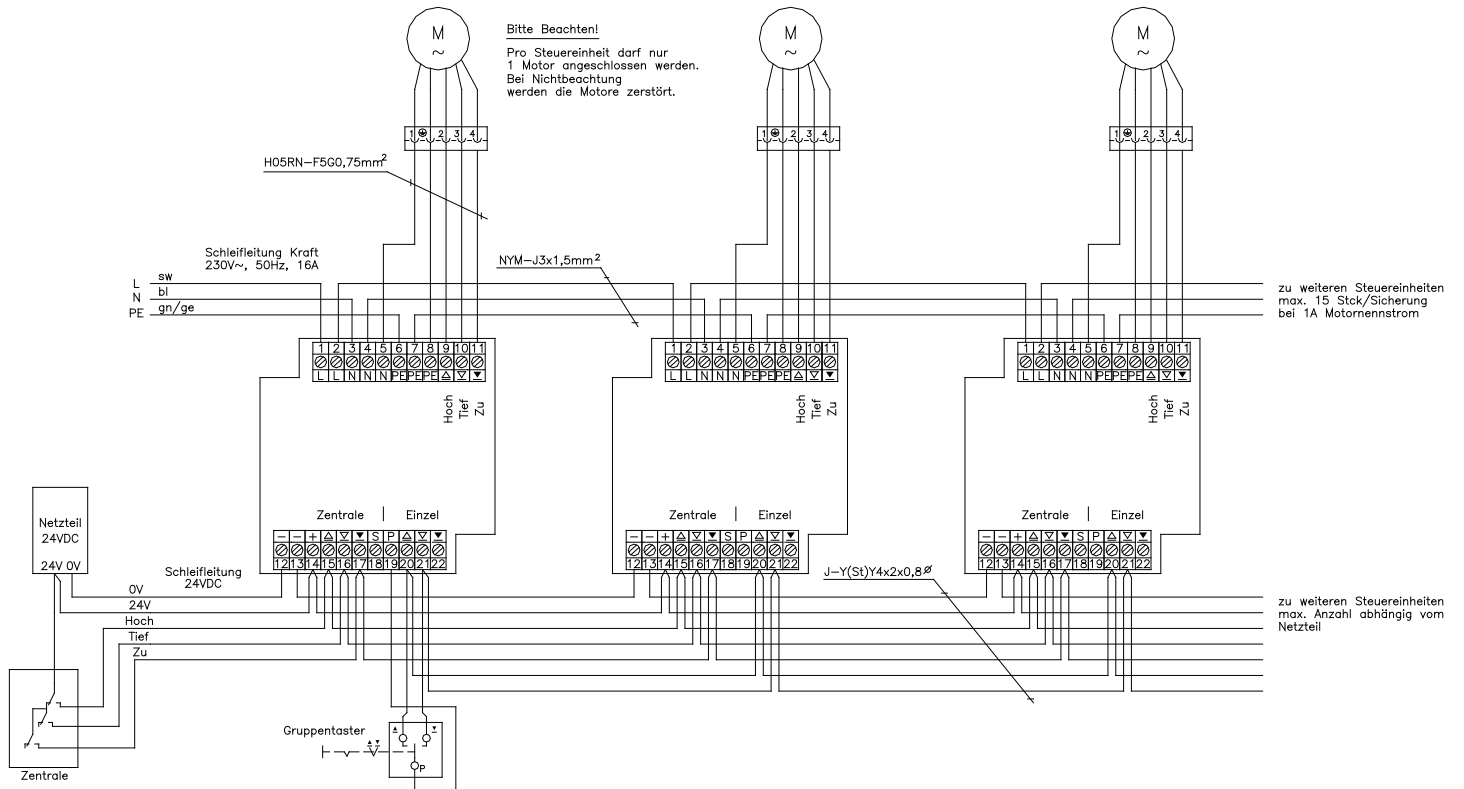 M
~
Bitte Beachten!
Pro Steuereinheit darf nur
1 Motor angeschlossen werden.
Bei Nichtbeachtung
werden die Motore zerstört.
M
~
M
~
1 2 3 4
1 2 3 4
1 2 3 4
H05RN-F5G0,75mm²
Schleifleitung Kraft
230V~, 50Hz, 16A
NYM-J3x1,5mm²
L sw
N bl
PE gn/ge
zu weiteren Steuereinheiten
max. 15 Stck/Sicherung
bei 1A Motornennstrom
1 2 3 4 5 6 7 8 9 10 11
L L N N N PE PE PE △ ▽ ▼
Hoch
Tief
Zu
1 2 3 4 5 6 7 8 9 10 11
L L N N N PE PE PE △ ▽ ▼
Hoch
Tief
Zu
1 2 3 4 5 6 7 8 9 10 11
L L N N N PE PE PE △ ▽ ▼
Hoch
Tief
Zu
Zentrale | Einzel
− − + △ ▽ ▼ S P △ ▽ ▼
12 13 14 15 16 17 18 19 20 21 22
Zentrale | Einzel
− − + △ ▽ ▼ S P △ ▽ ▼
12 13 14 15 16 17 18 19 20 21 22
Zentrale | Einzel
− − + △ ▽ ▼ S P △ ▽ ▼
12 13 14 15 16 17 18 19 20 21 22
Netzteil
24VDC
24V 0V
Schleifleitung
24VDC
0V
24V
Hoch
Tief
Zu
J-Y(St)Y4x2x0,8ø
zu weiteren Steuereinheiten
max. Anzahl abhängig vom
Netzteil
Gruppentaster
P
Zentrale